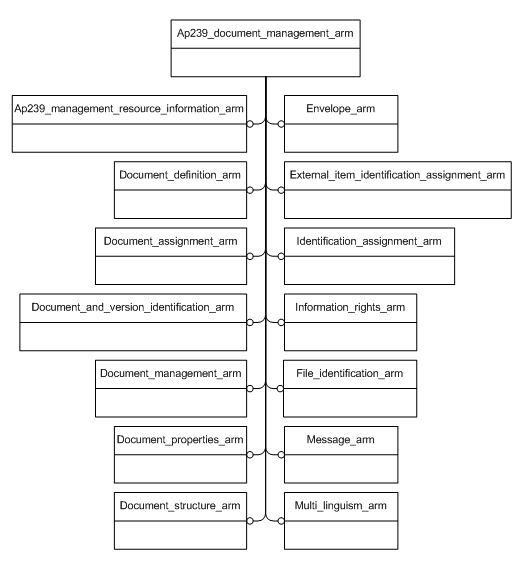 Ap239_document_management_arm
Ap239_management_resource_information_arm
Envelope_arm
Document_definition_arm
External_item_identification_assignment_arm
Document_assignment_arm
Identification_assignment_arm
Document_and_version_identification_arm
Information_rights_arm
Document_management_arm
File_identification_arm
Document_properties_arm
Message_arm
Document_structure_arm
Multi_linguism_arm